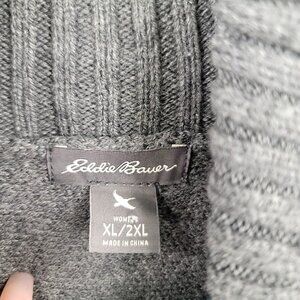 Eddie Bauer
WOMEN
XL/2XL
MADE IN CHINA